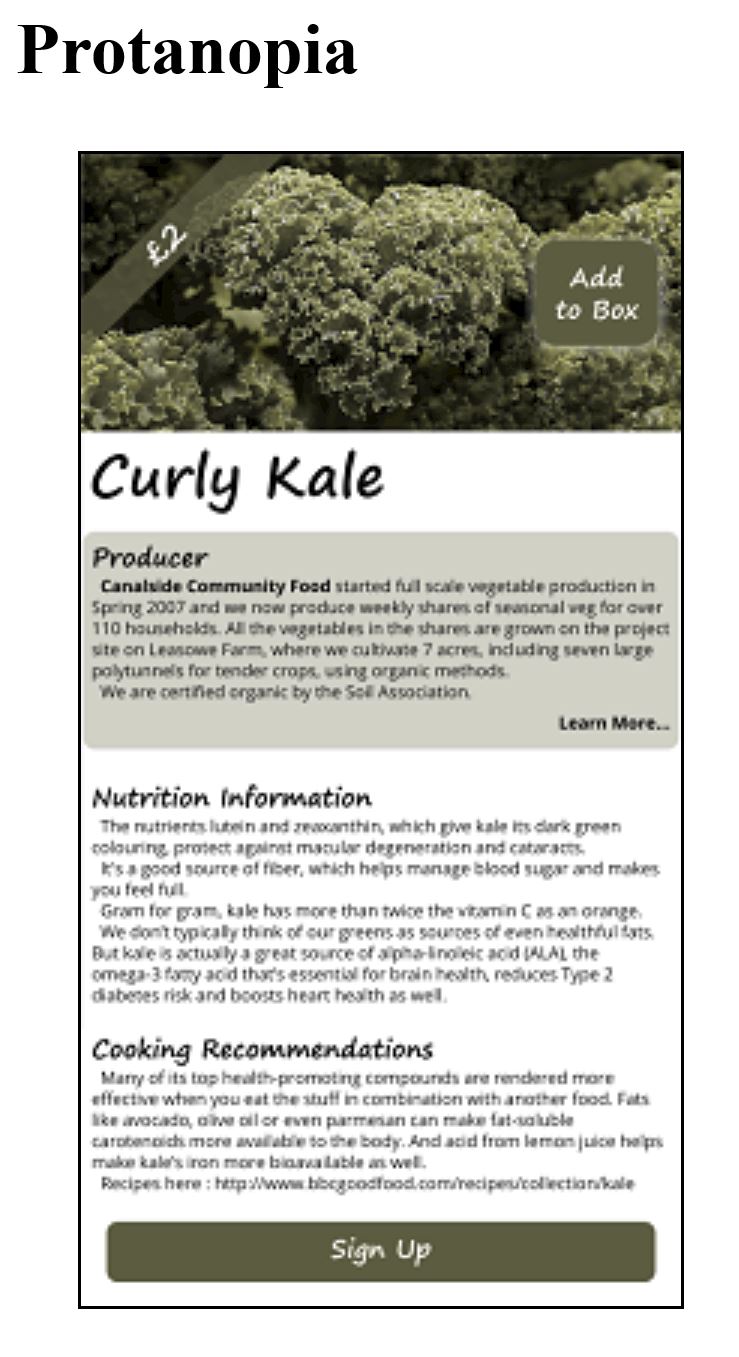 Protanopia
£2
Add
to Box
Curly Kale
Producer
Canalside Community Food started full scale vegetable production in
Spring 2007 and we now produce weekly shares of seasonal veg for over
110 households. All the vegetables in the shares are grown on the project
site on Leasowe Farm, where we cultivate 7 acres, including seven large
polytunnels for tender crops, using organic methods.
We are certified organic by the Soil Association.
Learn More...
Nutrition Information
The nutrients lutein and zeaxanthin, which give kale its dark green
colouring, protect against macular degeneration and cataracts.
It's a good source of fiber, which helps manage blood sugar and makes
you feel full.
Gram for gram, kale has more than twice the vitamin C as an orange.
We don't typically think of our greens as sources of even healthful fats.
But kale is actually a great source of alpha-linoleic acid (ALA), the
omega-3 fatty acid that's essential for brain health, reduces Type 2
diabetes risk and boosts heart health as well.
Cooking Recommendations
Many of its top health-promoting compounds are rendered more
effective when you eat the stuff in combination with another food. Fats
like avocado, olive oil or even parmesan can make fat-soluble
carotenoids more available to the body. And acid from lemon juice helps
make kale's iron more bioavailable as well.
Recipes here : http://www.bbcgoodfood.com/recipes/collection/kale
Sign Up